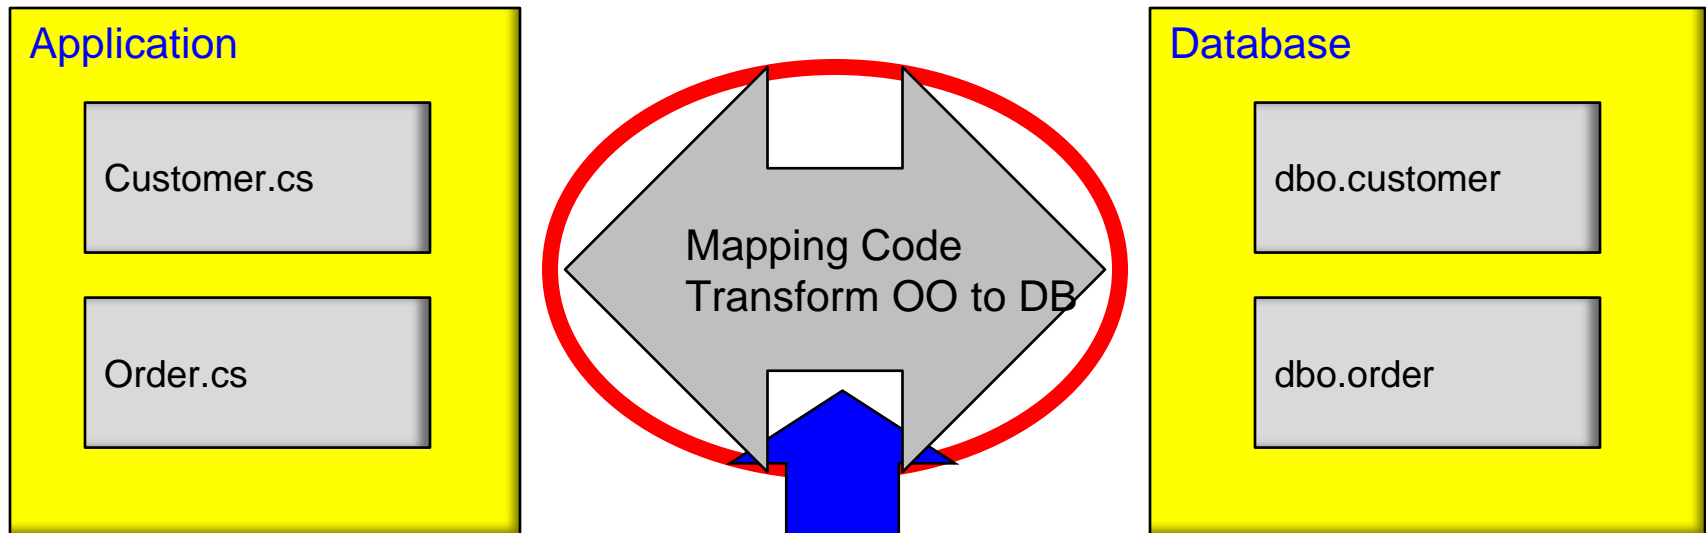 Application
Customer.cs
Order.cs
Mapping Code
Transform OO to DB
Database
dbo.customer
dbo.order